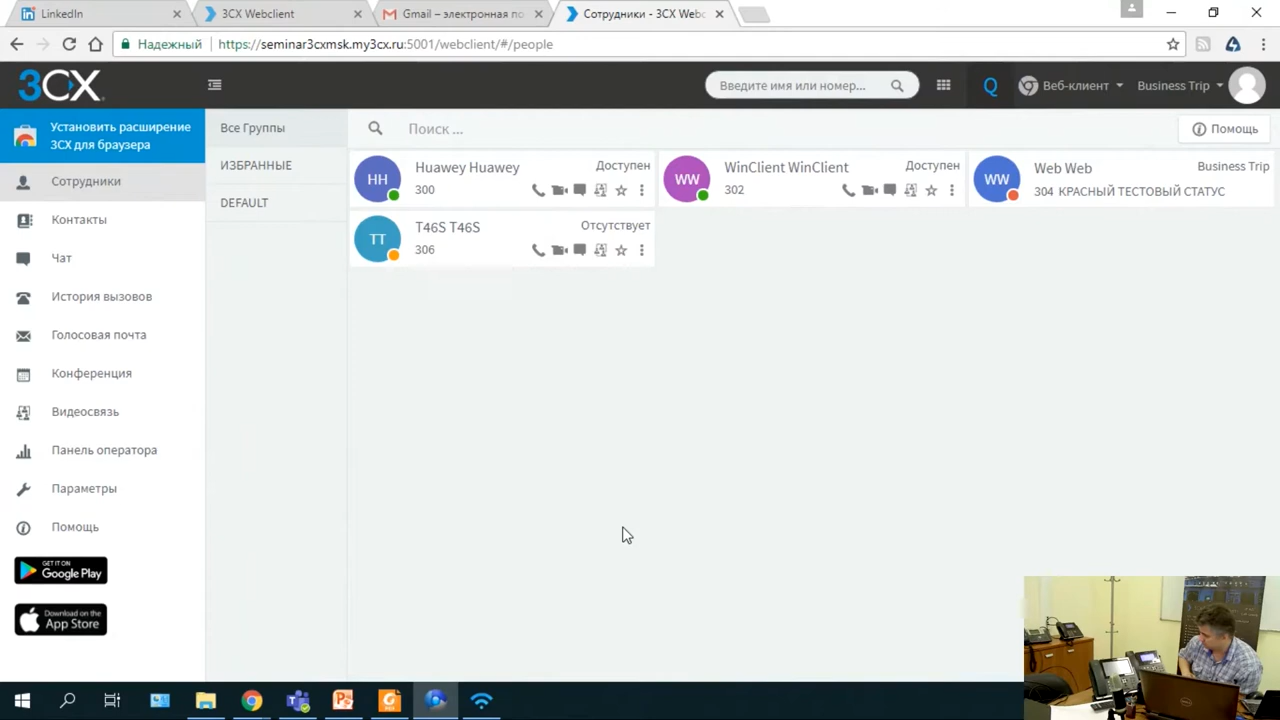 LinkedIn
3CX Webclient
Gmail – электронная по
Сотрудники - 3CX Webc
Надежный
https://seminar3cxmsk.my3cx.ru:5001/webclient/#/people
3CX
Введите имя или номер...
Q
Веб-клиент
Business Trip
Установить расширение
3CX для браузера
Сотрудники
Контакты
Чат
История вызовов
Голосовая почта
Конференция
Видеосвязь
Панель оператора
Параметры
Помощь
GET IT ON
Google Play
Download on the
App Store
Все Группы
ИЗБРАННЫЕ
DEFAULT
Поиск ...
Помощь
HH
Huawey Huawey
Доступен
300
WW
WinClient WinClient
Доступен
302
WW
Web Web
Business Trip
304 КРАСНЫЙ ТЕСТОВЫЙ СТАТУС
TT
T46S T46S
Отсутствует
306